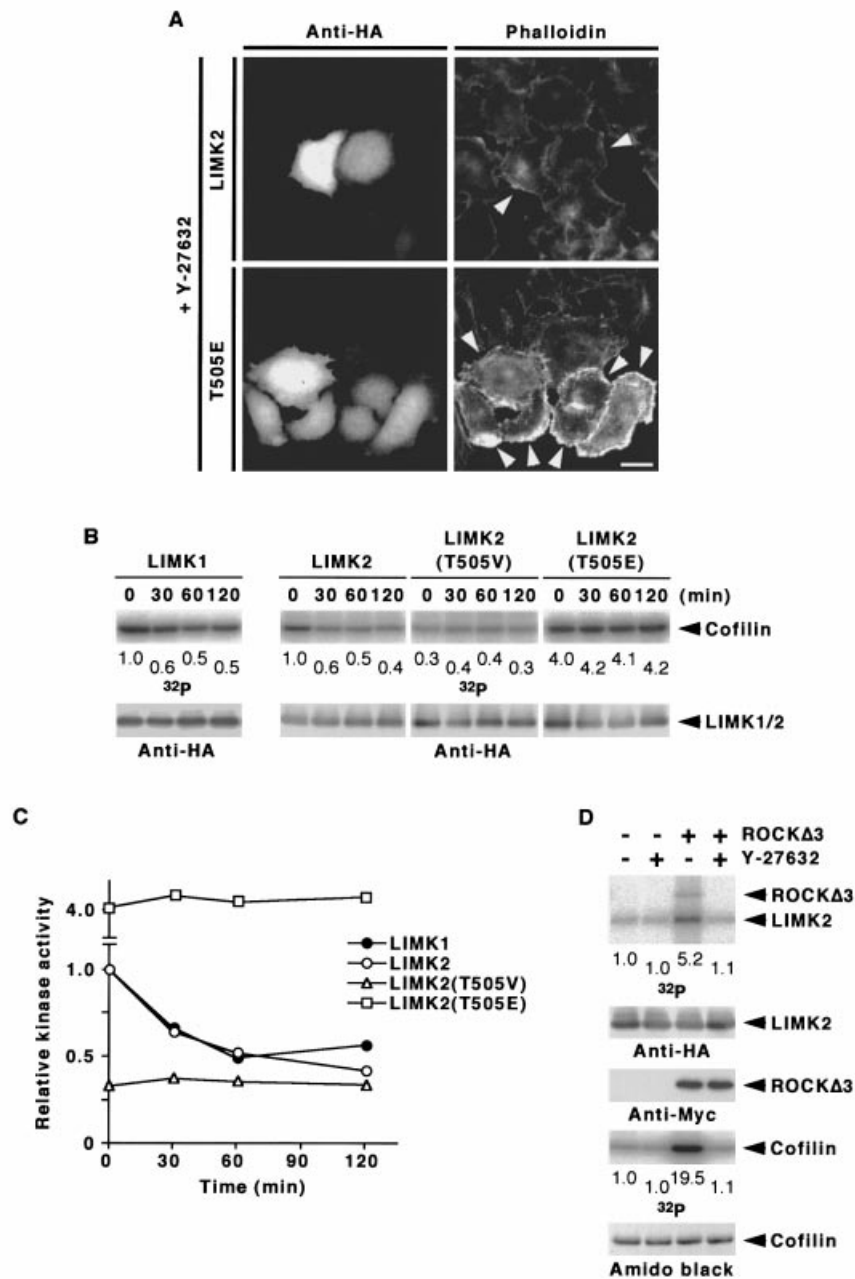 A
Anti-HA Phalloidin
+ Y-27632
LIMK2
T505E
B
LIMK1 LIMK2 LIMK2 (T505V) LIMK2 (T505E)
0 30 60 120 0 30 60 120 0 30 60 120 0 30 60 120 (min)
Cofilin
1.0 0.6 0.5 0.5 1.0 0.6 0.5 0.4 0.3 0.4 0.4 0.3 4.0 4.2 4.1 4.2
32P 32P
LIMK1/2
Anti-HA Anti-HA
C
Relative kinase activity
4.0
1.0
0.5
0
0 30 60 90 120
Time (min)
LIMK1
LIMK2
LIMK2(T505V)
LIMK2(T505E)
D
- - + + ROCKΔ3
- + - + Y-27632
ROCKΔ3
LIMK2
1.0 1.0 5.2 1.1
32P
LIMK2
Anti-HA
ROCKΔ3
Anti-Myc
Cofilin
1.0 1.0 19.5 1.1
32P
Cofilin
Amido black